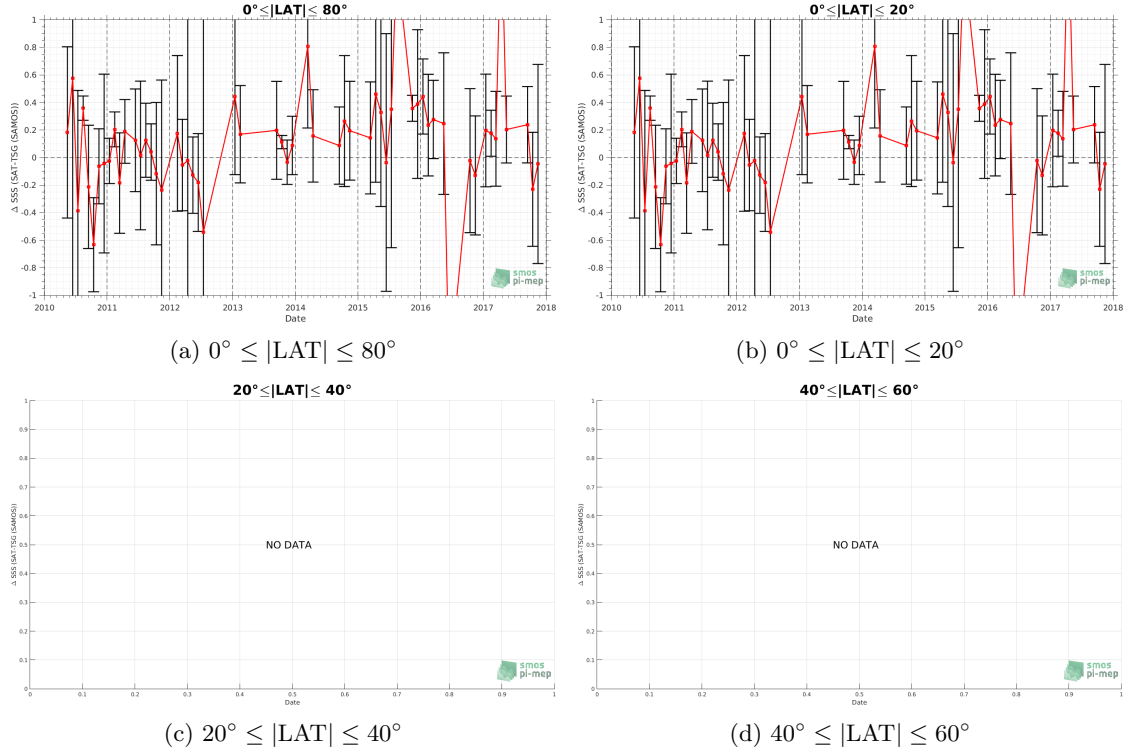 0°≤|LAT|≤ 80°
Δ SSS (SAT-TSG (SAMOS))
1
0.8
0.6
0.4
0.2
0
-0.2
-0.4
-0.6
-0.8
-1
2010 2011 2012 2013 2014 2015 2016 2017 2018
Date
smos
pi-mep
(a) 0° ≤ |LAT| ≤ 80°
0°≤|LAT|≤ 20°
Δ SSS (SAT-TSG (SAMOS))
1
0.8
0.6
0.4
0.2
0
-0.2
-0.4
-0.6
-0.8
-1
2010 2011 2012 2013 2014 2015 2016 2017 2018
Date
smos
pi-mep
(b) 0° ≤ |LAT| ≤ 20°
20°≤|LAT|≤ 40°
Δ SSS (SAT-TSG (SAMOS))
1
0.9
0.8
0.7
0.6
0.5
0.4
0.3
0.2
0.1
0
NO DATA
0 0.1 0.2 0.3 0.4 0.5 0.6 0.7 0.8 0.9 1
Date
smos
pi-mep
(c) 20° ≤ |LAT| ≤ 40°
40°≤|LAT|≤ 60°
Δ SSS (SAT-TSG (SAMOS))
1
0.9
0.8
0.7
0.6
0.5
0.4
0.3
0.2
0.1
0
NO DATA
0 0.1 0.2 0.3 0.4 0.5 0.6 0.7 0.8 0.9 1
Date
smos
pi-mep
(d) 40° ≤ |LAT| ≤ 60°